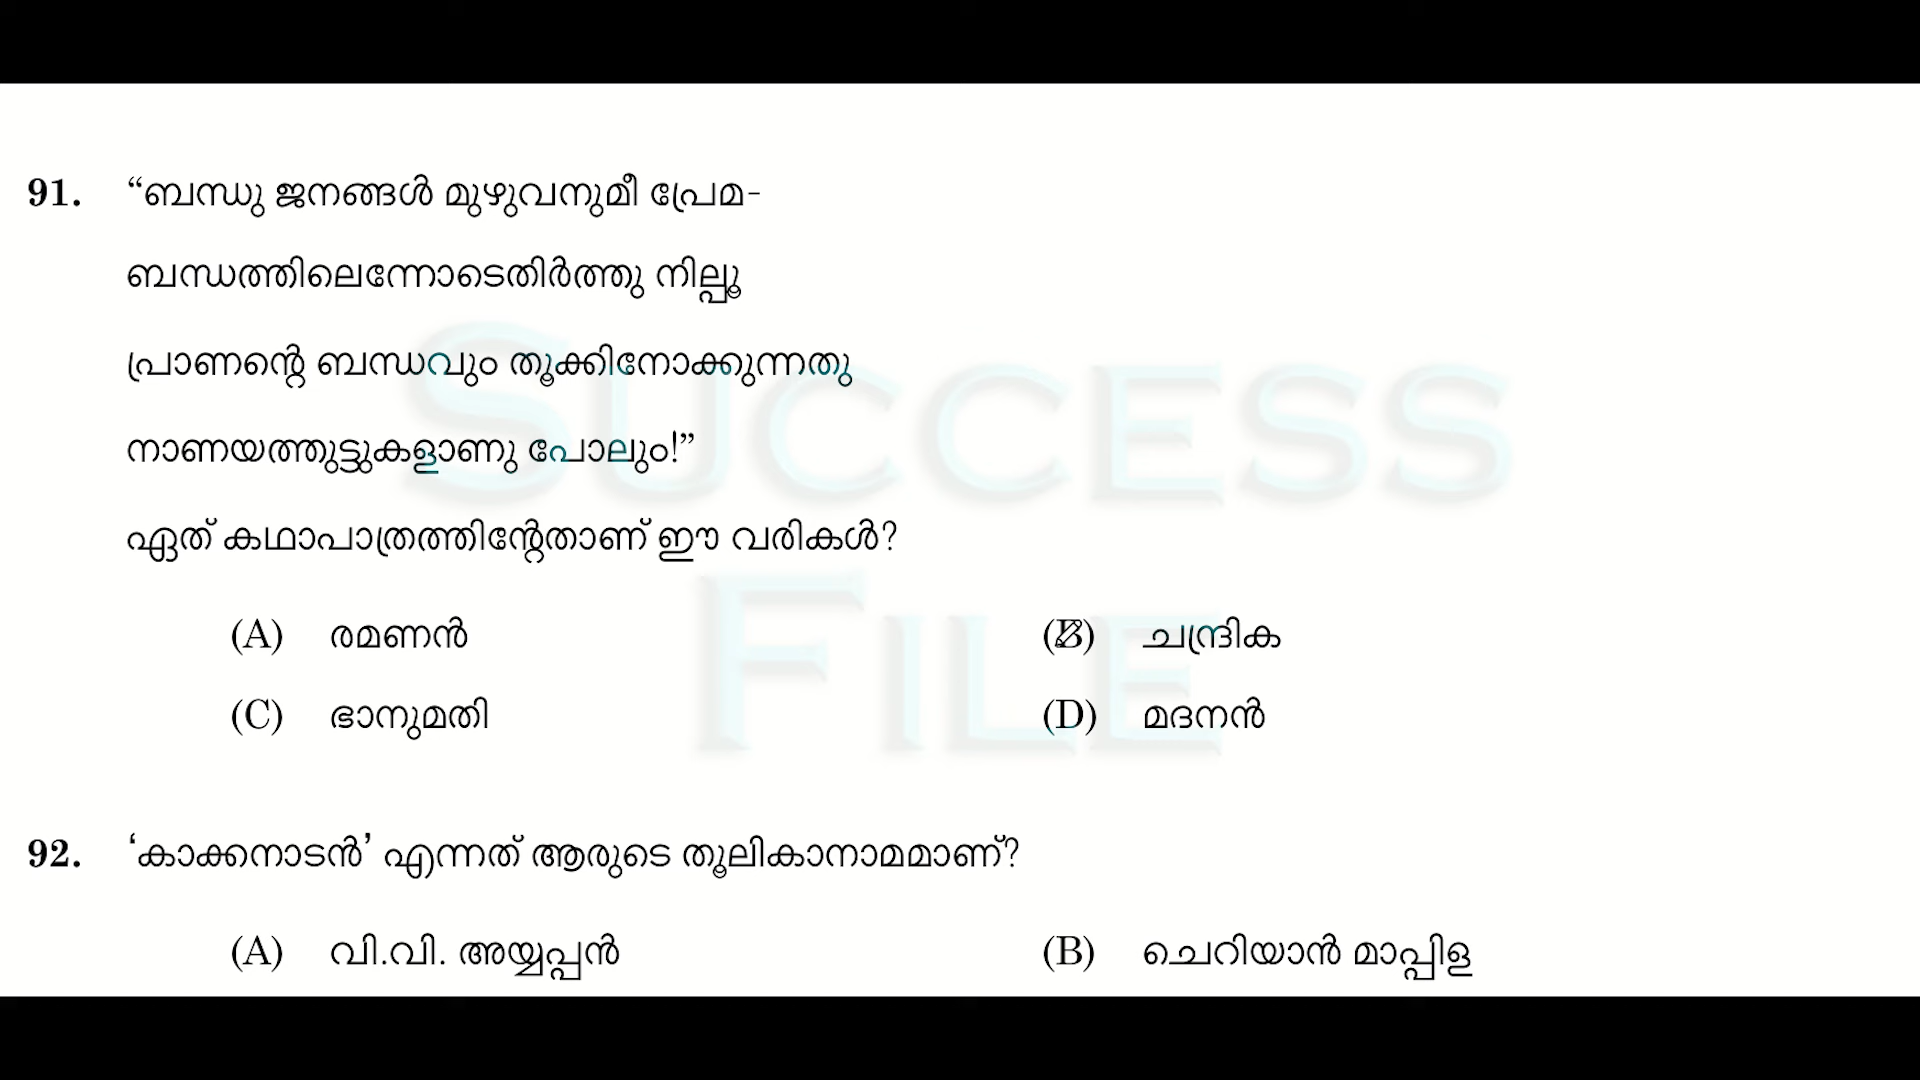 91. “ബന്ധു ജനങ്ങൾ മുഴുവനുമീ പ്രേമ-
ബന്ധത്തിലെന്നോടെതിർത്തു നില്പൂ
പ്രാണന്റെ ബന്ധവും തൂക്കിനോക്കുന്നതു
നാണയത്തുട്ടുകളാണു പോലും!”
ഏത് കഥാപാത്രത്തിന്റേതാണ് ഈ വരികൾ?
(A) രമണൻ (B) ചന്ദ്രിക
(C) ഭാനുമതി (D) മദനൻ
92. ‘കാക്കനാടൻ’ എന്നത് ആരുടെ തൂലികാനാമമാണ്?
(A) വി.വി. അയ്യപ്പൻ (B) ചെറിയാൻ മാപ്പിള
SUCCESS
FILE